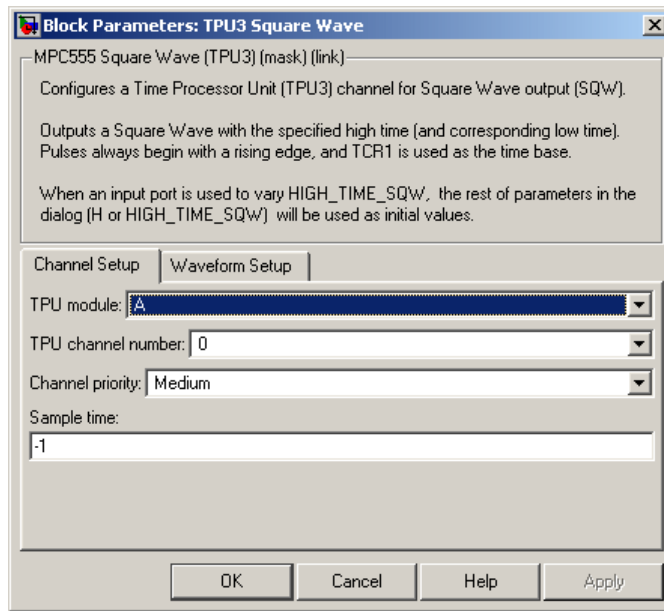 Block Parameters: TPU3 Square Wave
MPC555 Square Wave (TPU3) (mask) (link)
Configures a Time Processor Unit (TPU3) channel for Square Wave output (SQW).
Outputs a Square Wave with the specified high time (and corresponding low time).
Pulses always begin with a rising edge, and TCR1 is used as the time base.
When an input port is used to vary HIGH_TIME_SQW, the rest of parameters in the
dialog (H or HIGH_TIME_SQW) will be used as initial values.
Channel Setup Waveform Setup
TPU module: A
TPU channel number: 0
Channel priority: Medium
Sample time:
-1
OK Cancel Help Apply